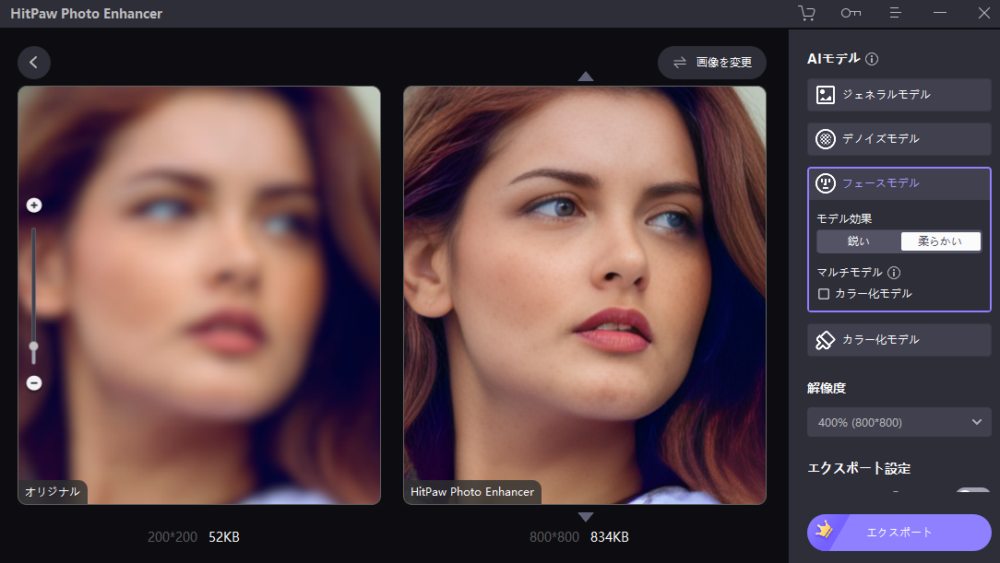 HitPaw Photo Enhancer
画像を変更
オリジナル
200*200 52KB
HitPaw Photo Enhancer
800*800 834KB
AIモデル
ジェネラルモデル
デノイズモデル
フェースモデル
モデル効果
鋭い 柔らかい
マルチモデル
カラー化モデル
カラー化モデル
解像度
400% (800*800)
エクスポート設定
エクスポート